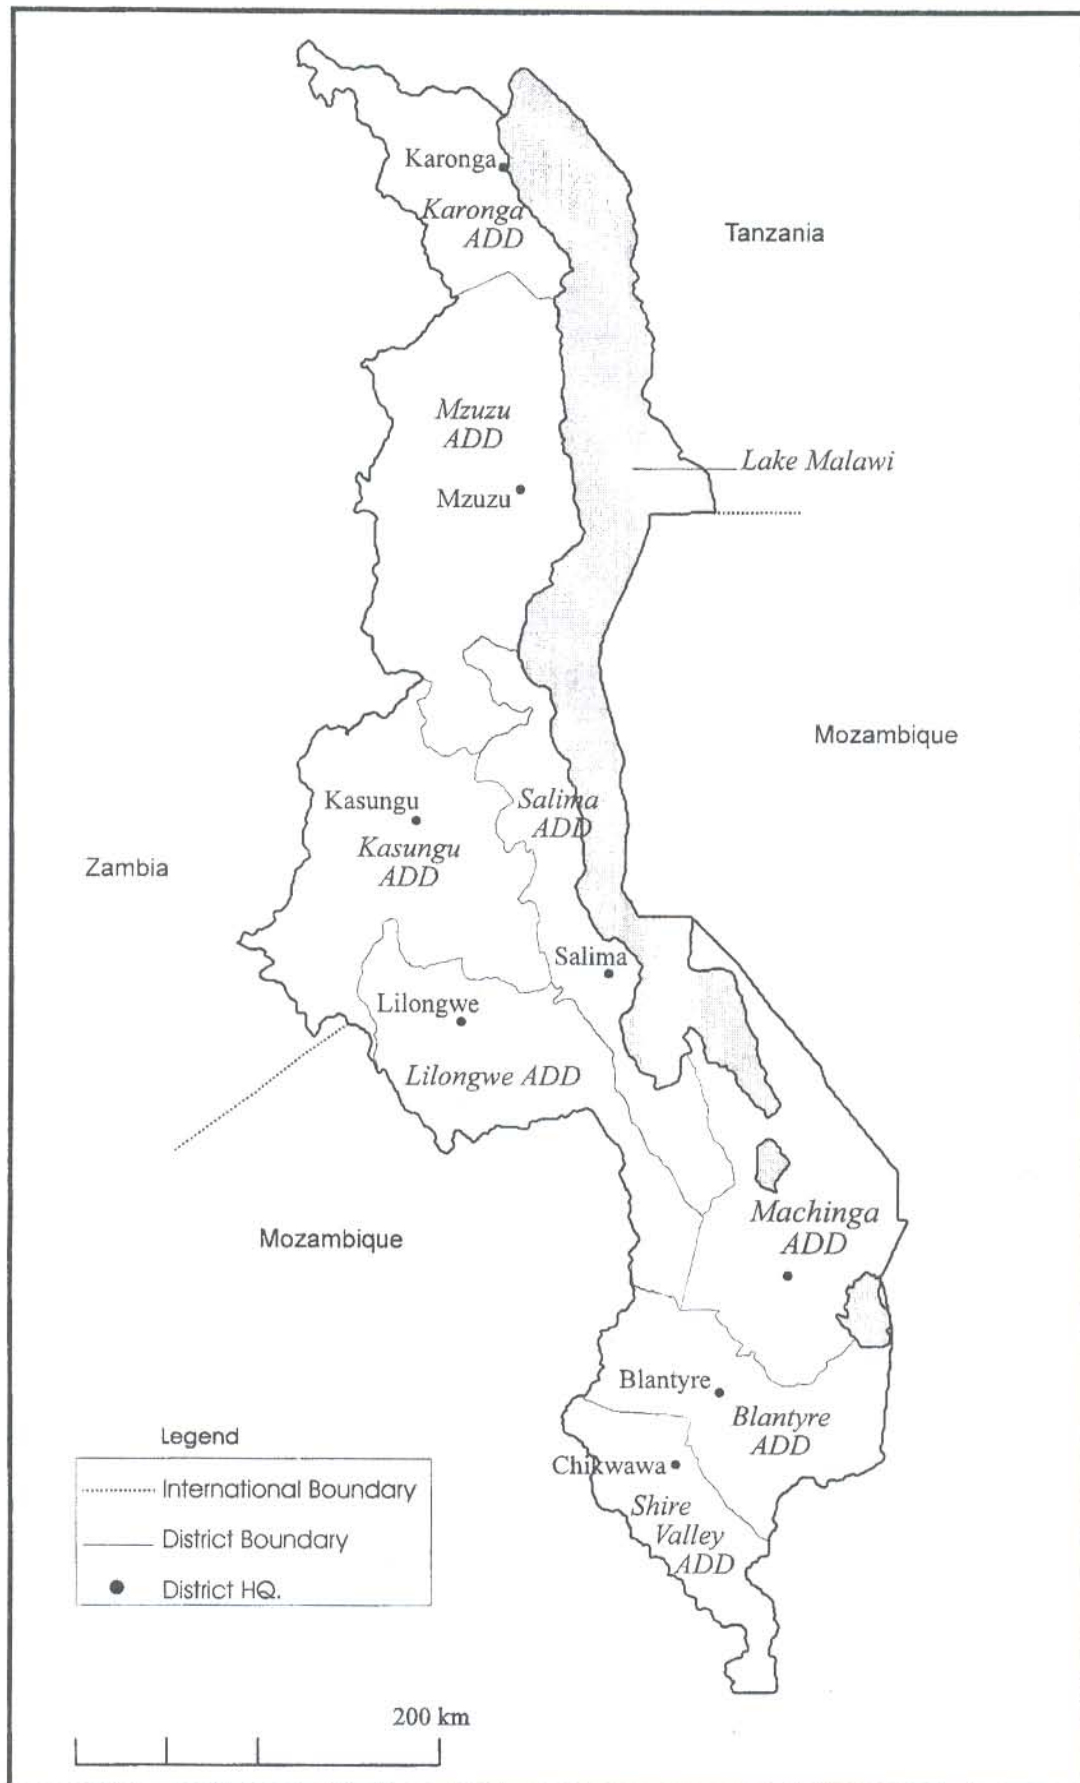 Karonga
Karonga
ADD
Tanzania
Mzuzu
ADD
Lake Malawi
Mzuzu
Mozambique
Kasungu
Salima
ADD
Kasungu
ADD
Zambia
Salima
Lilongwe
Lilongwe ADD
Machinga
ADD
Mozambique
Blantyre
Blantyre
ADD
Legend
Chikwawa
International Boundary
Shire
Valley
ADD
District Boundary
District HQ.
200 km